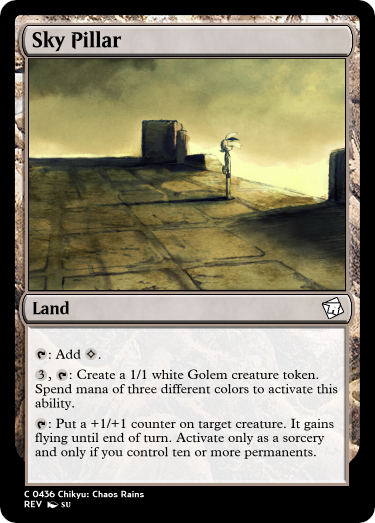 Sky Pillar
Land
: Add .
3, : Create a 1/1 white Golem creature token.
Spend mana of three different colors to activate this
ability.
: Put a +1/+1 counter on target creature. It gains
flying until end of turn. Activate only as a sorcery
and only if you control ten or more permanents.
C 0436 Chikyu: Chaos Rains
REV SU